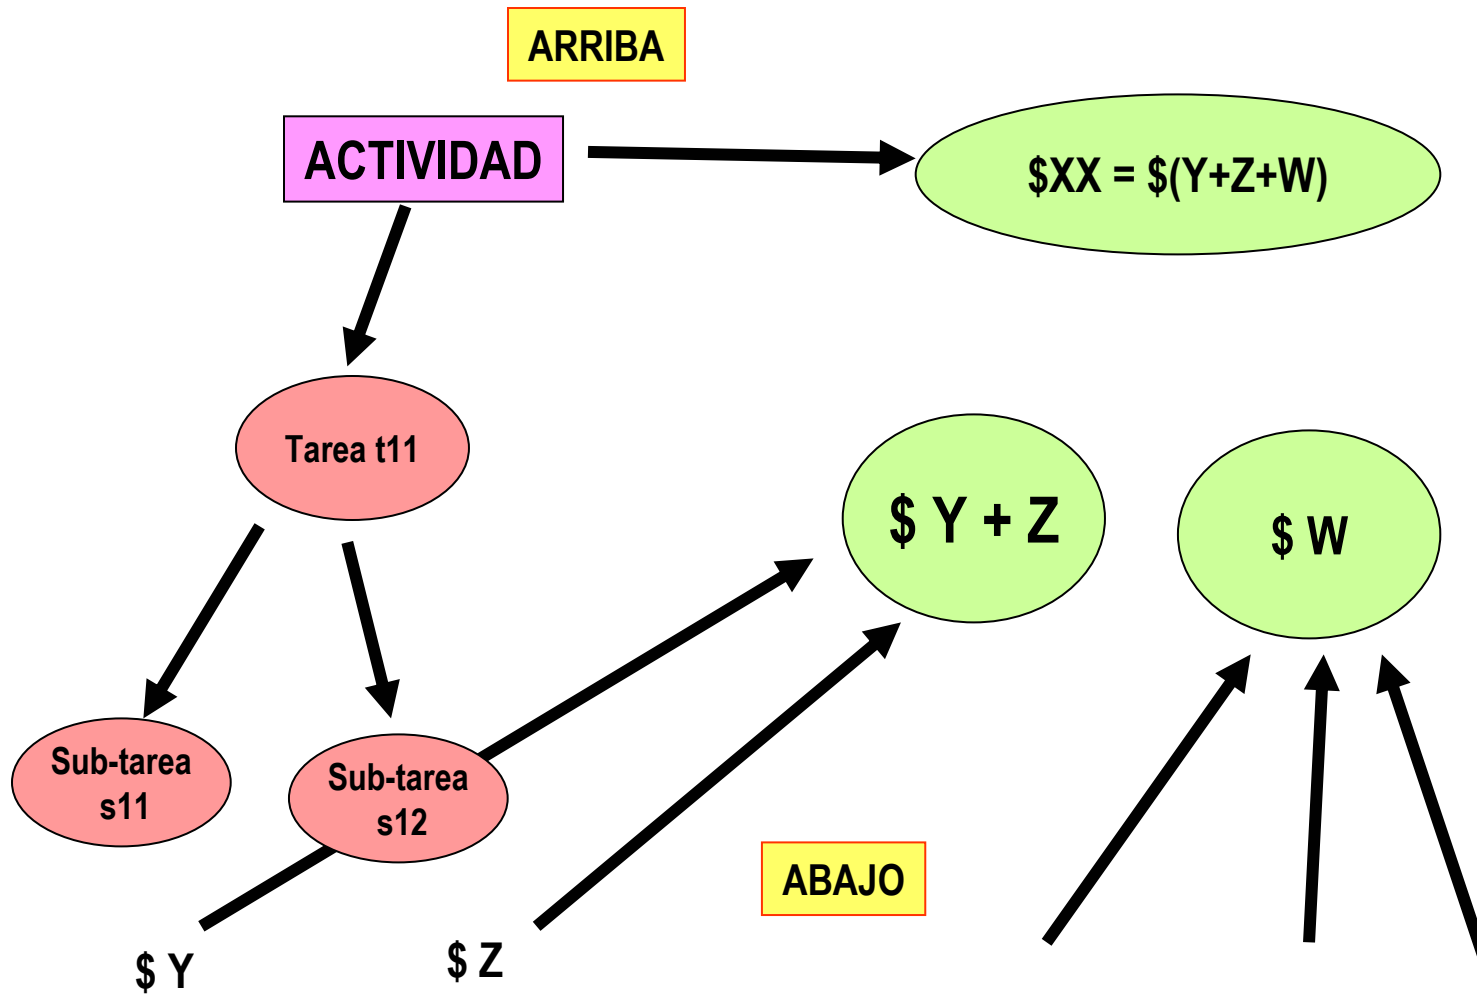 ARRIBA
ACTIVIDAD
$XX = $(Y+Z+W)
Tarea t11
$ Y + Z
$ W
Sub-tarea
s11
Sub-tarea
s12
ABAJO
$ Y
$ Z